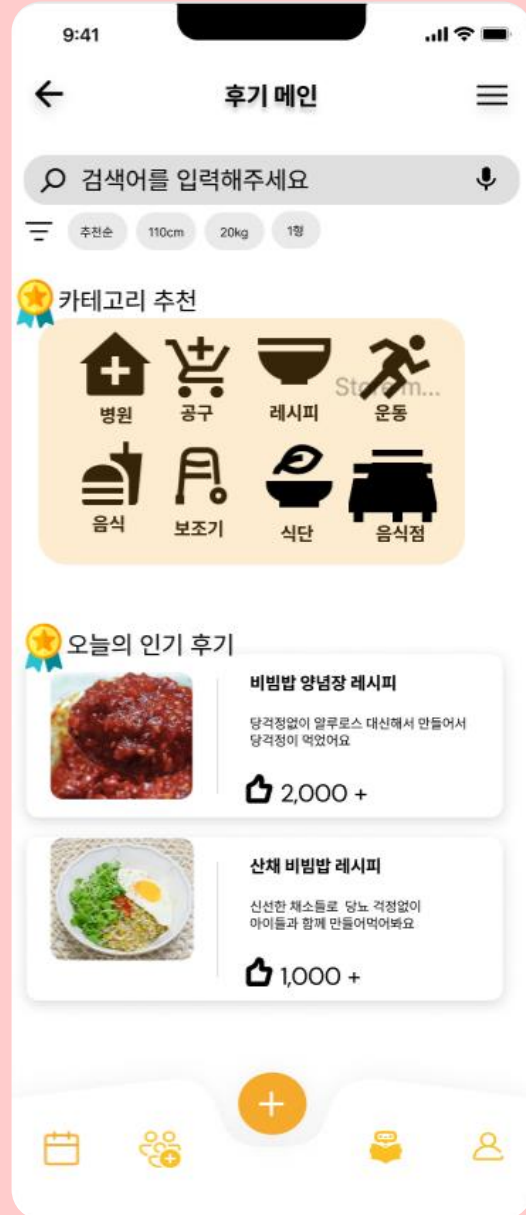 9:41
후기 메인
검색어를 입력해주세요
추천순 110cm 20kg 1형
카테고리 추천
Store m...
병원 공구 레시피 운동
음식 보조기 식단 음식점
오늘의 인기 후기
비빔밥 양념장 레시피
당걱정없이 알루로스 대신해서 만들어서
당걱정이 먹었어요
2,000 +
산채 비빔밥 레시피
신선한 채소들로 당뇨 걱정없이
아이들과 함께 만들어먹어봐요
1,000 +